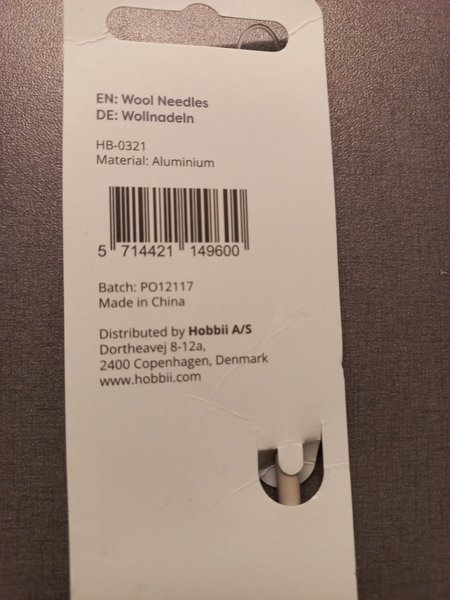 EN: Wool Needles
DE: Wollnadeln
HB-0321
Material: Aluminium
5 714421 149600
Batch: PO12117
Made in China
Distributed by Hobbii A/S
Dortheavej 8-12a,
2400 Copenhagen, Denmark
www.hobbii.com